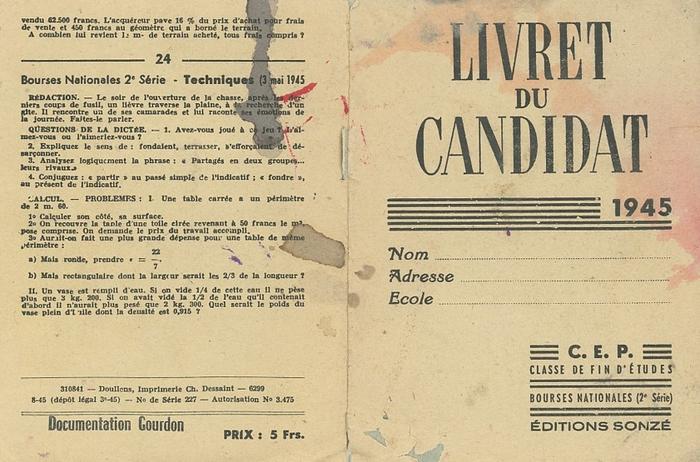 vendu 62.500 francs. L'acquéreur paye 16 % du prix d'achat pour frais
de vente et 450 francs au géomètre qui a borné le terrain.
A combien lui revient 1 m² de terrain acheté, tous frais compris ?
24
Bourses Nationales 2e Série - Techniques (3 mai 1945
RÉDACTION. — Le soir de l'ouverture de la chasse, après les der-
niers coups de fusil, un lièvre traverse la plaine, à la recherche d'un
gîte. Il rencontre un de ses camarades et lui raconte ses émotions de
la journée. Faites-le parler.
QUESTIONS DE LA DICTÉE. — 1. Avez-vous joué à ce jeu ? L'ai-
mez-vous ou l'aimeriez-vous ?
2. Expliquez le sens de : fondaient, terrasser, s'efforçaient de dé-
sarçonner.
3. Analysez logiquement la phrase : « Partagés en deux groupes...
leurs rivaux.»
4. Conjuguez : « partir » au passé simple de l'indicatif ; « fondre »,
au présent de l'indicatif.
CALCUL. — PROBLEMES : I. Une table carrée a un périmètre
de 2 m. 60.
1o Calculer son côté, sa surface.
2o On recouvre la table d'une toile cirée revenant à 50 francs le m²
pose comprise. On demande le prix du travail accompli.
3o Aurait-on fait une plus grande dépense pour une table de même
périmètre :
a) Mais ronde, prendre π = 22/7.
b) Mais rectangulaire dont la largeur serait les 2/3 de la longueur ?
II. Un vase est rempli d'eau. Si on vide 1/4 de cette eau il ne pèse
plus que 3 kg. 200. Si on avait vidé la 1/2 de l'eau qu'il contenait
d'abord il n'aurait plus pesé que 2 kg. 300. Quel serait le poids du
vase plein d'huile dont la densité est 0,915 ?
310841 — Doullens, Imprimerie Ch. Dessaint — 6299
8-45 (dépôt légal 3e-45) — No de Série 227 — Autorisation No 3.475
Documentation Gourdon
PRIX : 5 Frs.
LIVRET
DU
CANDIDAT
1945
Nom
Adresse
Ecole
C. E. P.
CLASSE DE FIN D'ÉTUDES
BOURSES NATIONALES (2e Série)
ÉDITIONS SONZÉ